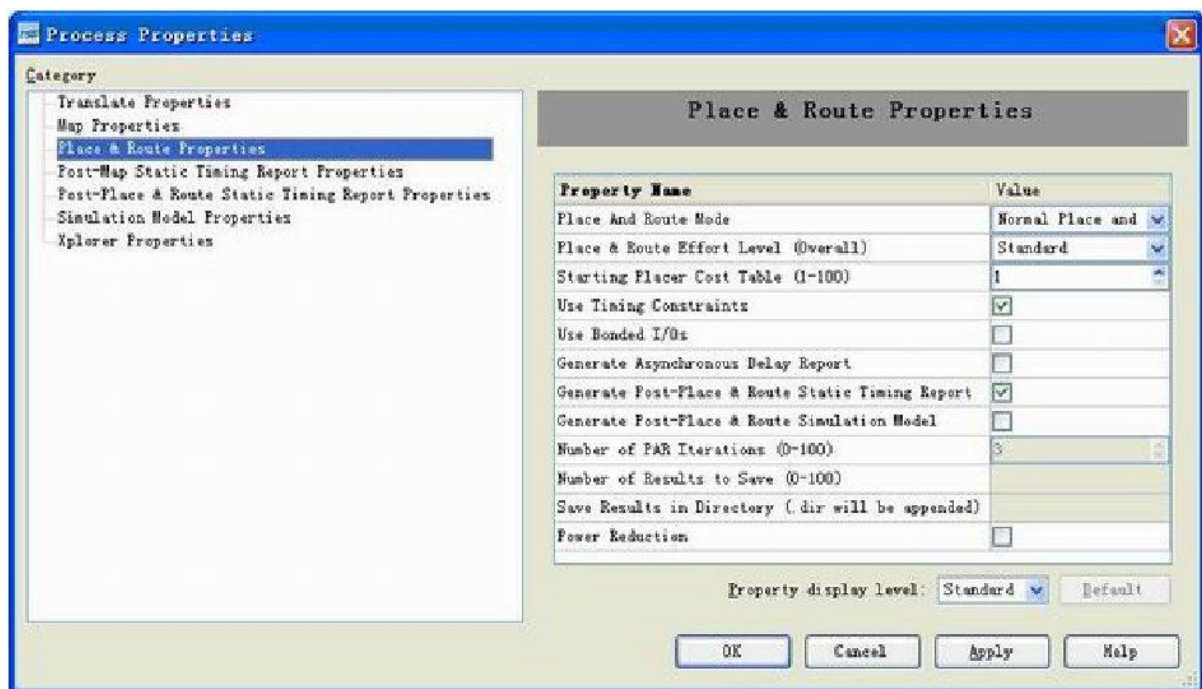 Process Properties
Category
Translate Properties
Map Properties
Place & Route Properties
Post-Map Static Timing Report Properties
Post-Place & Route Static Timing Report Properties
Simulation Model Properties
Xplorer Properties
Place & Route Properties
Property Name Value
Place And Route Mode Normal Place and
Place & Route Effort Level (Overall) Standard
Starting Placer Cost Table (1-100) 1
Use Timing Constraints
Use Bonded I/Os
Generate Asynchronous Delay Report
Generate Post-Place & Route Static Timing Report
Generate Post-Place & Route Simulation Model
Number of PAR Iterations (0-100) 3
Number of Results to Save (0-100)
Save Results in Directory (.dir will be appended)
Power Reduction
Property display level: Standard Default
OK Cancel Apply Help